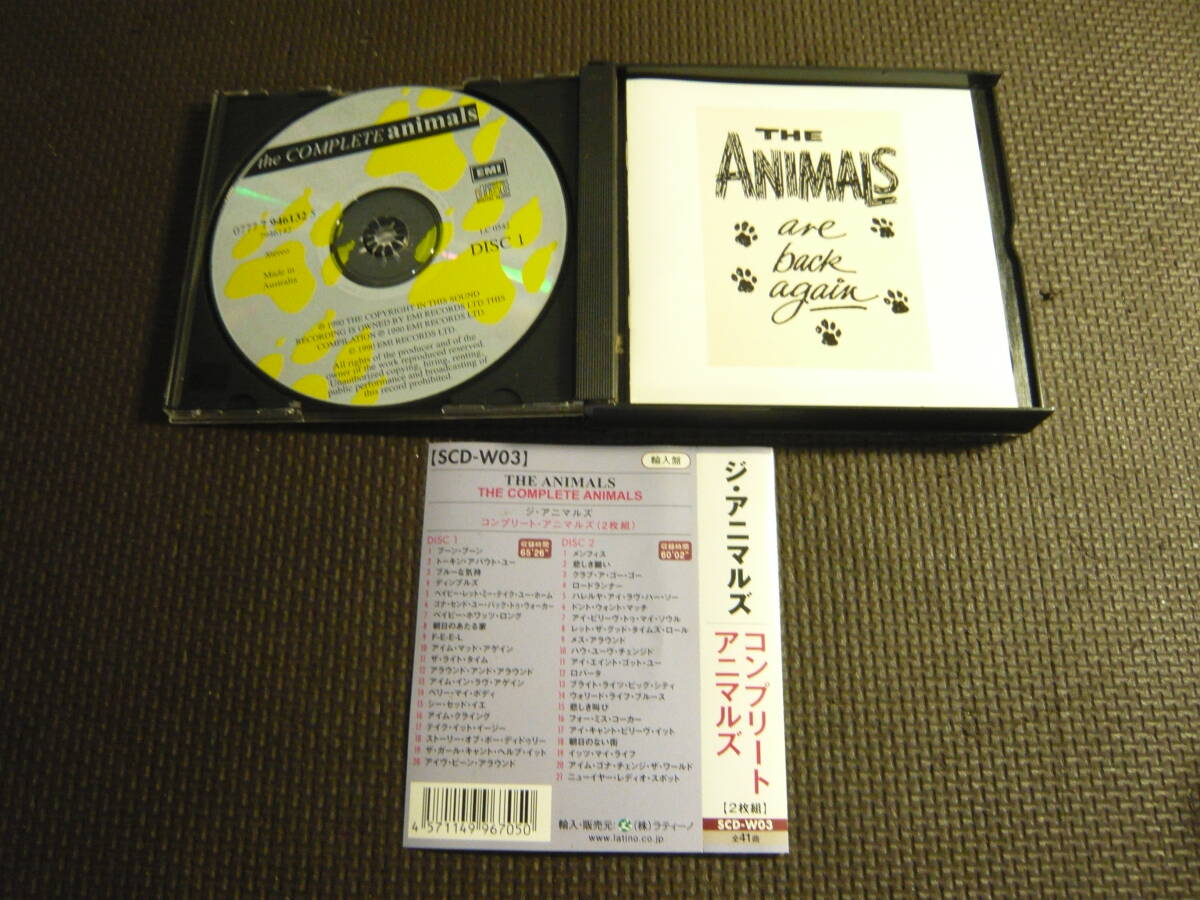 the COMPLETE animals
EMI
0777 7 946132 5
7946142
LC 0542
Stereo
DISC 1
Made in
Australia
℗ 1990 THE COPYRIGHT IN THIS SOUND
RECORDING IS OWNED BY EMI RECORDS LTD. THIS
COMPILATION ℗ 1990 EMI RECORDS LTD.
© 1990 EMI RECORDS LTD.
All rights of the producer and of the
owner of the work reproduced reserved.
Unauthorized copying, hiring, renting,
public performance and broadcasting of
this record prohibited.
THE
ANIMALS
are
back
again
【SCD-W03】
輸入盤
THE ANIMALS
THE COMPLETE ANIMALS
ジ・アニマルズ
コンプリート・アニマルズ(2枚組)
DISC 1
収録時間
65'26"
1 ブーン・ブーン
2 トーキン・アバウト・ユー
3 ブルーな気持
4 ディンプルズ
5 ベイビー・レット・ミー・テイク・ユー・ホーム
6 ゴナ・センド・ユー・バック・トゥ・ウォーカー
7 ベイビー・ホワッツ・ロング
8 朝日のあたる家
9 F-E-E-L
10 アイム・マッド・アゲイン
11 ザ・ライト・タイム
12 アラウンド・アンド・アラウンド
13 アイム・イン・ラヴ・アゲイン
14 ベリー・マイ・ボディ
15 シー・セッド・イエ
16 アイム・クライング
17 テイク・イット・イージー
18 ストーリー・オブ・ボー・ディドゥリー
19 ザ・ガール・キャント・ヘルプ・イット
20 アイヴ・ビーン・アラウンド
DISC 2
収録時間
60'02"
1 メンフィス
2 悲しき願い
3 クラブ・ア・ゴー・ゴー
4 ロードランナー
5 ハレルヤ・アイ・ラヴ・ハー・ソー
6 ドント・ウォント・マッチ
7 アイ・ビリーヴ・トゥ・マイ・ソウル
8 レット・ザ・グッド・タイムズ・ロール
9 メス・アラウンド
10 ハウ・ユーヴ・チェンジド
11 アイ・エイント・ゴット・ユー
12 ロバータ
13 ブライト・ライツ・ビッグ・シティ
14 ウォリード・ライフ・ブルース
15 悲しき叫び
16 フォー・ミス・コーカー
17 アイ・キャント・ビリーヴ・イット
18 朝日のない街
19 イッツ・マイ・ライフ
20 アイム・ゴナ・チェンジ・ザ・ワールド
21 ニューイヤー・レディオ・スポット
4 571149 967050
輸入・販売元: (株)ラティーノ
www.latino.co.jp
ジ・アニマルズ
コンプリート
アニマルズ
【2枚組】
SCD-W03
全41曲